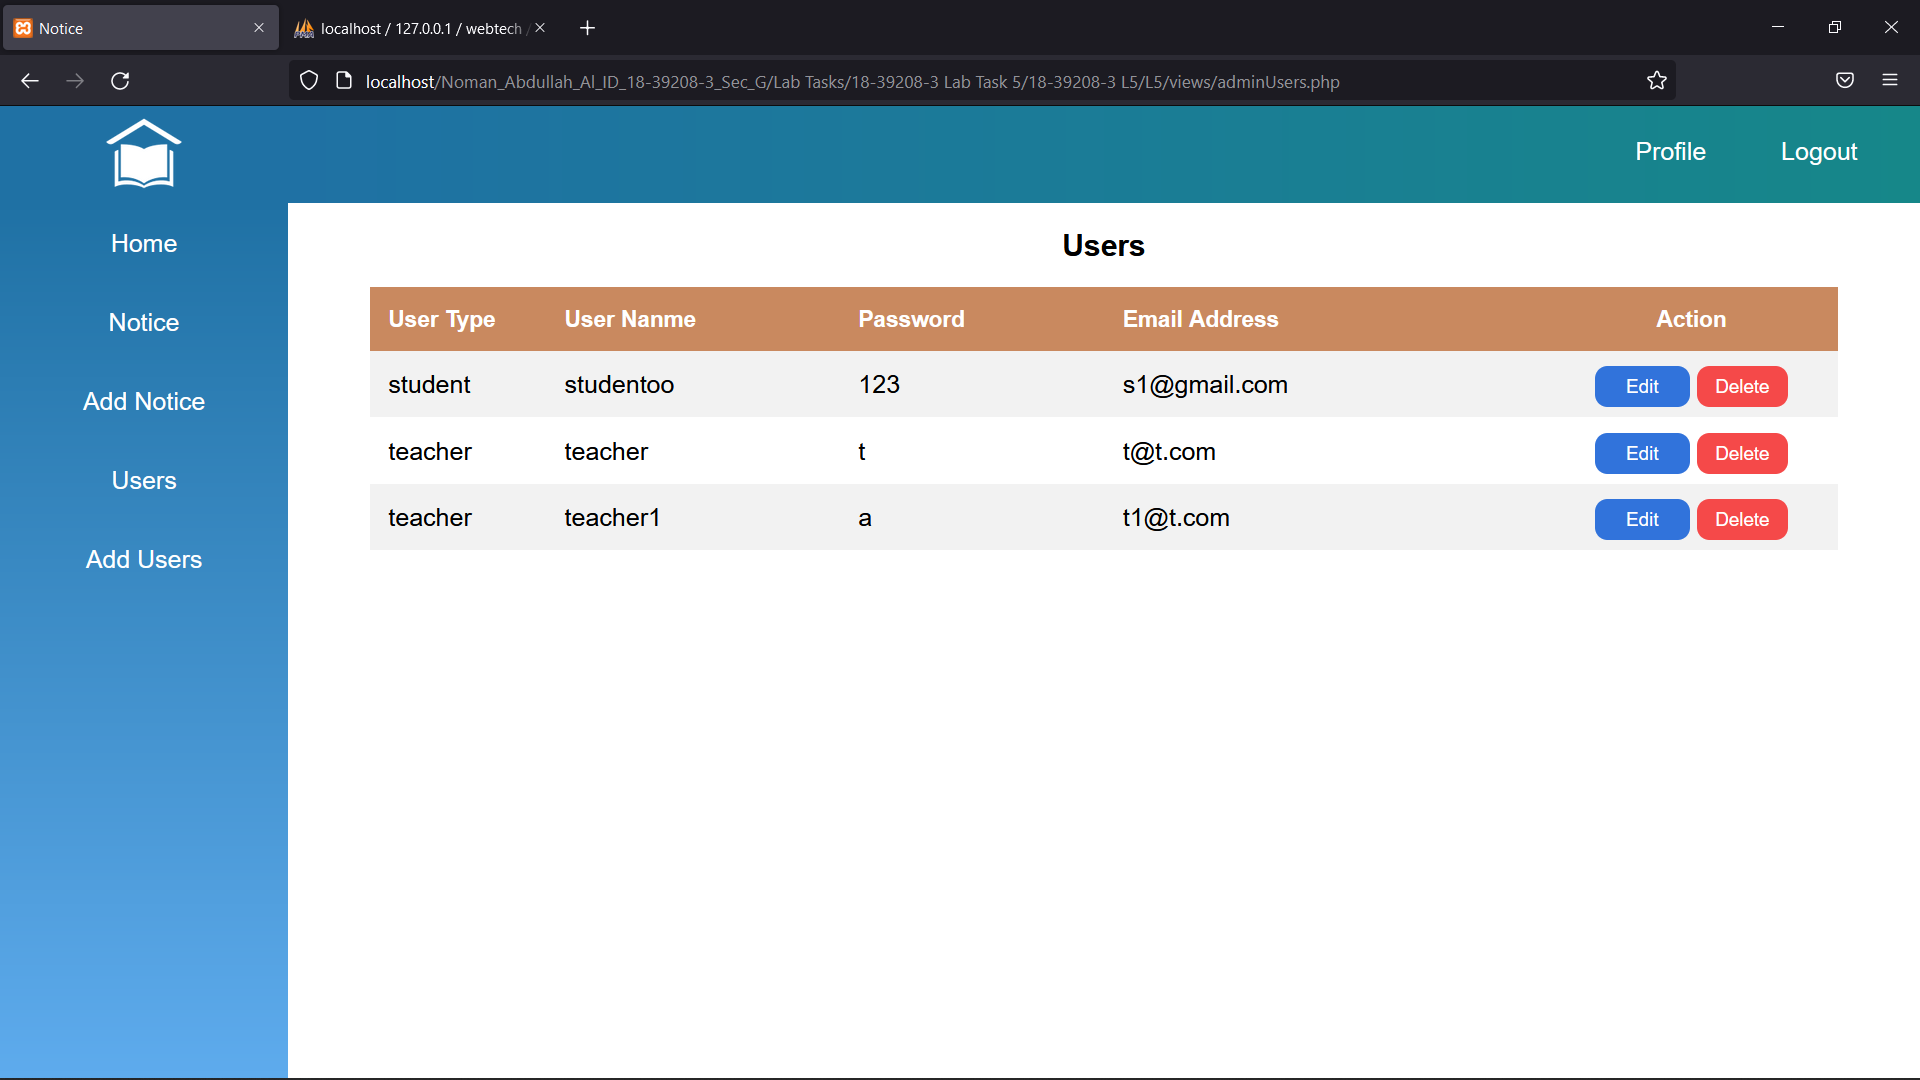 Notice
localhost / 127.0.0.1 / webtech /
localhost/Noman_Abdullah_Al_ID_18-39208-3_Sec_G/Lab Tasks/18-39208-3 Lab Task 5/18-39208-3 L5/L5/views/adminUsers.php
Profile Logout
Home
Notice
Add Notice
Users
Add Users
Users
User Type User Nanme Password Email Address Action
student studentoo 123 s1@gmail.com Edit Delete
teacher teacher t t@t.com Edit Delete
teacher teacher1 a t1@t.com Edit Delete